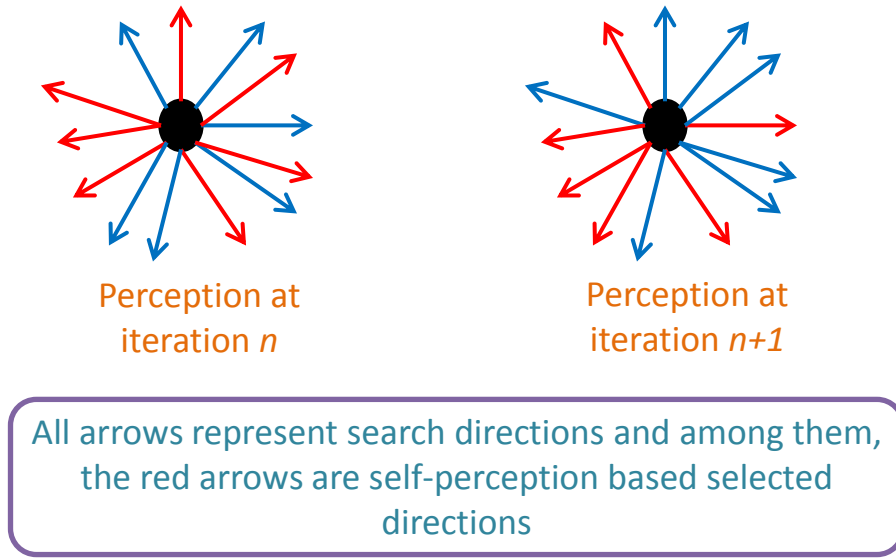 Perception at
iteration n
Perception at
iteration n+1
All arrows represent search directions and among them,
the red arrows are self-perception based selected
directions